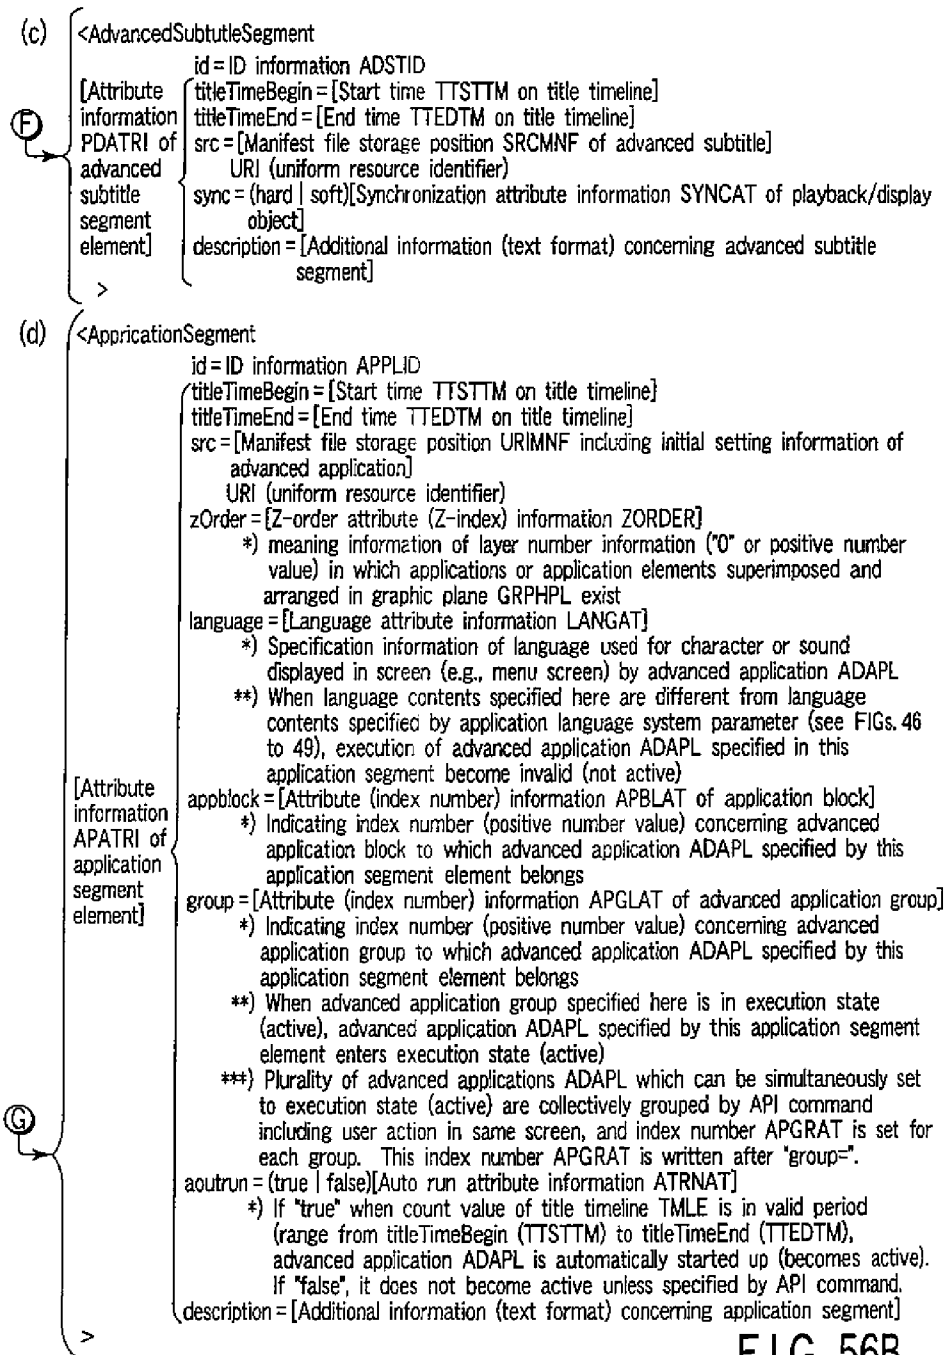 (c) <AdvancedSubtutleSegment
id=ID information ADSTID
[Attribute information PDATRI of advanced subtitle segment element]
titleTimeBegin=[Start time TTSTTM on title timeline]
titleTimeEnd=[End time TTEDTM on title timeline]
src=[Manifest file storage position SRCMNF of advanced subtitle]
URI (uniform resource identifier)
sync=(hard | soft)[Synchronization attribute information SYNCAT of playback/display
object]
description=[Additional information (text format) concerning advanced subtitle
segment]
>
F
(d) <AppricationSegment
id=ID information APPLID
titleTimeBegin=[Start time TTSTTM on title timeline]
titleTimeEnd=[End time TTEDTM on title timeline]
src=[Manifest file storage position URIMNF including initial setting information of
advanced application]
URI (uniform resource identifier)
zOrder=[Z-order attribute (Z-index) information ZORDER]
*) meaning information of layer number information ("0" or positive number
value) in which applications or application elements superimposed and
arranged in graphic plane GRPHPL exist
language=[Language attribute information LANGAT]
*) Specification information of language used for character or sound
displayed in screen (e.g., menu screen) by advanced application ADAPL
**) When language contents specified here are different from language
contents specified by application language system parameter (see FIGs. 46
to 49), execution of advanced application ADAPL specified in this
application segment become invalid (not active)
[Attribute information APATRI of application segment element]
appblock=[Attribute (index number) information APBLAT of application block]
*) Indicating index number (positive number value) concerning advanced
application block to which advanced application ADAPL specified by this
application segment element belongs
group=[Attribute (index number) information APGLAT of advanced application group]
*) Indicating index number (positive number value) concerning advanced
application group to which advanced application ADAPL specified by this
application segment element belongs
**) When advanced application group specified here is in execution state
(active), advanced application ADAPL specified by this application segment
element enters execution state (active)
***) Plurality of advanced applications ADAPL which can be simultaneously set
to execution state (active) are collectively grouped by API command
including user action in same screen, and index number APGRAT is set for
each group. This index number APGRAT is written after "group=".
G
aoutrun=(true | false)[Auto run attribute information ATRNAT]
*) If "true" when count value of title timeline TMLE is in valid period
(range from titleTimeBegin (TTSTTM) to titleTimeEnd (TTEDTM),
advanced application ADAPL is automatically started up (becomes active).
If "false", it does not become active unless specified by API command.
description=[Additional information (text format) concerning application segment]
>
FIG. 56B